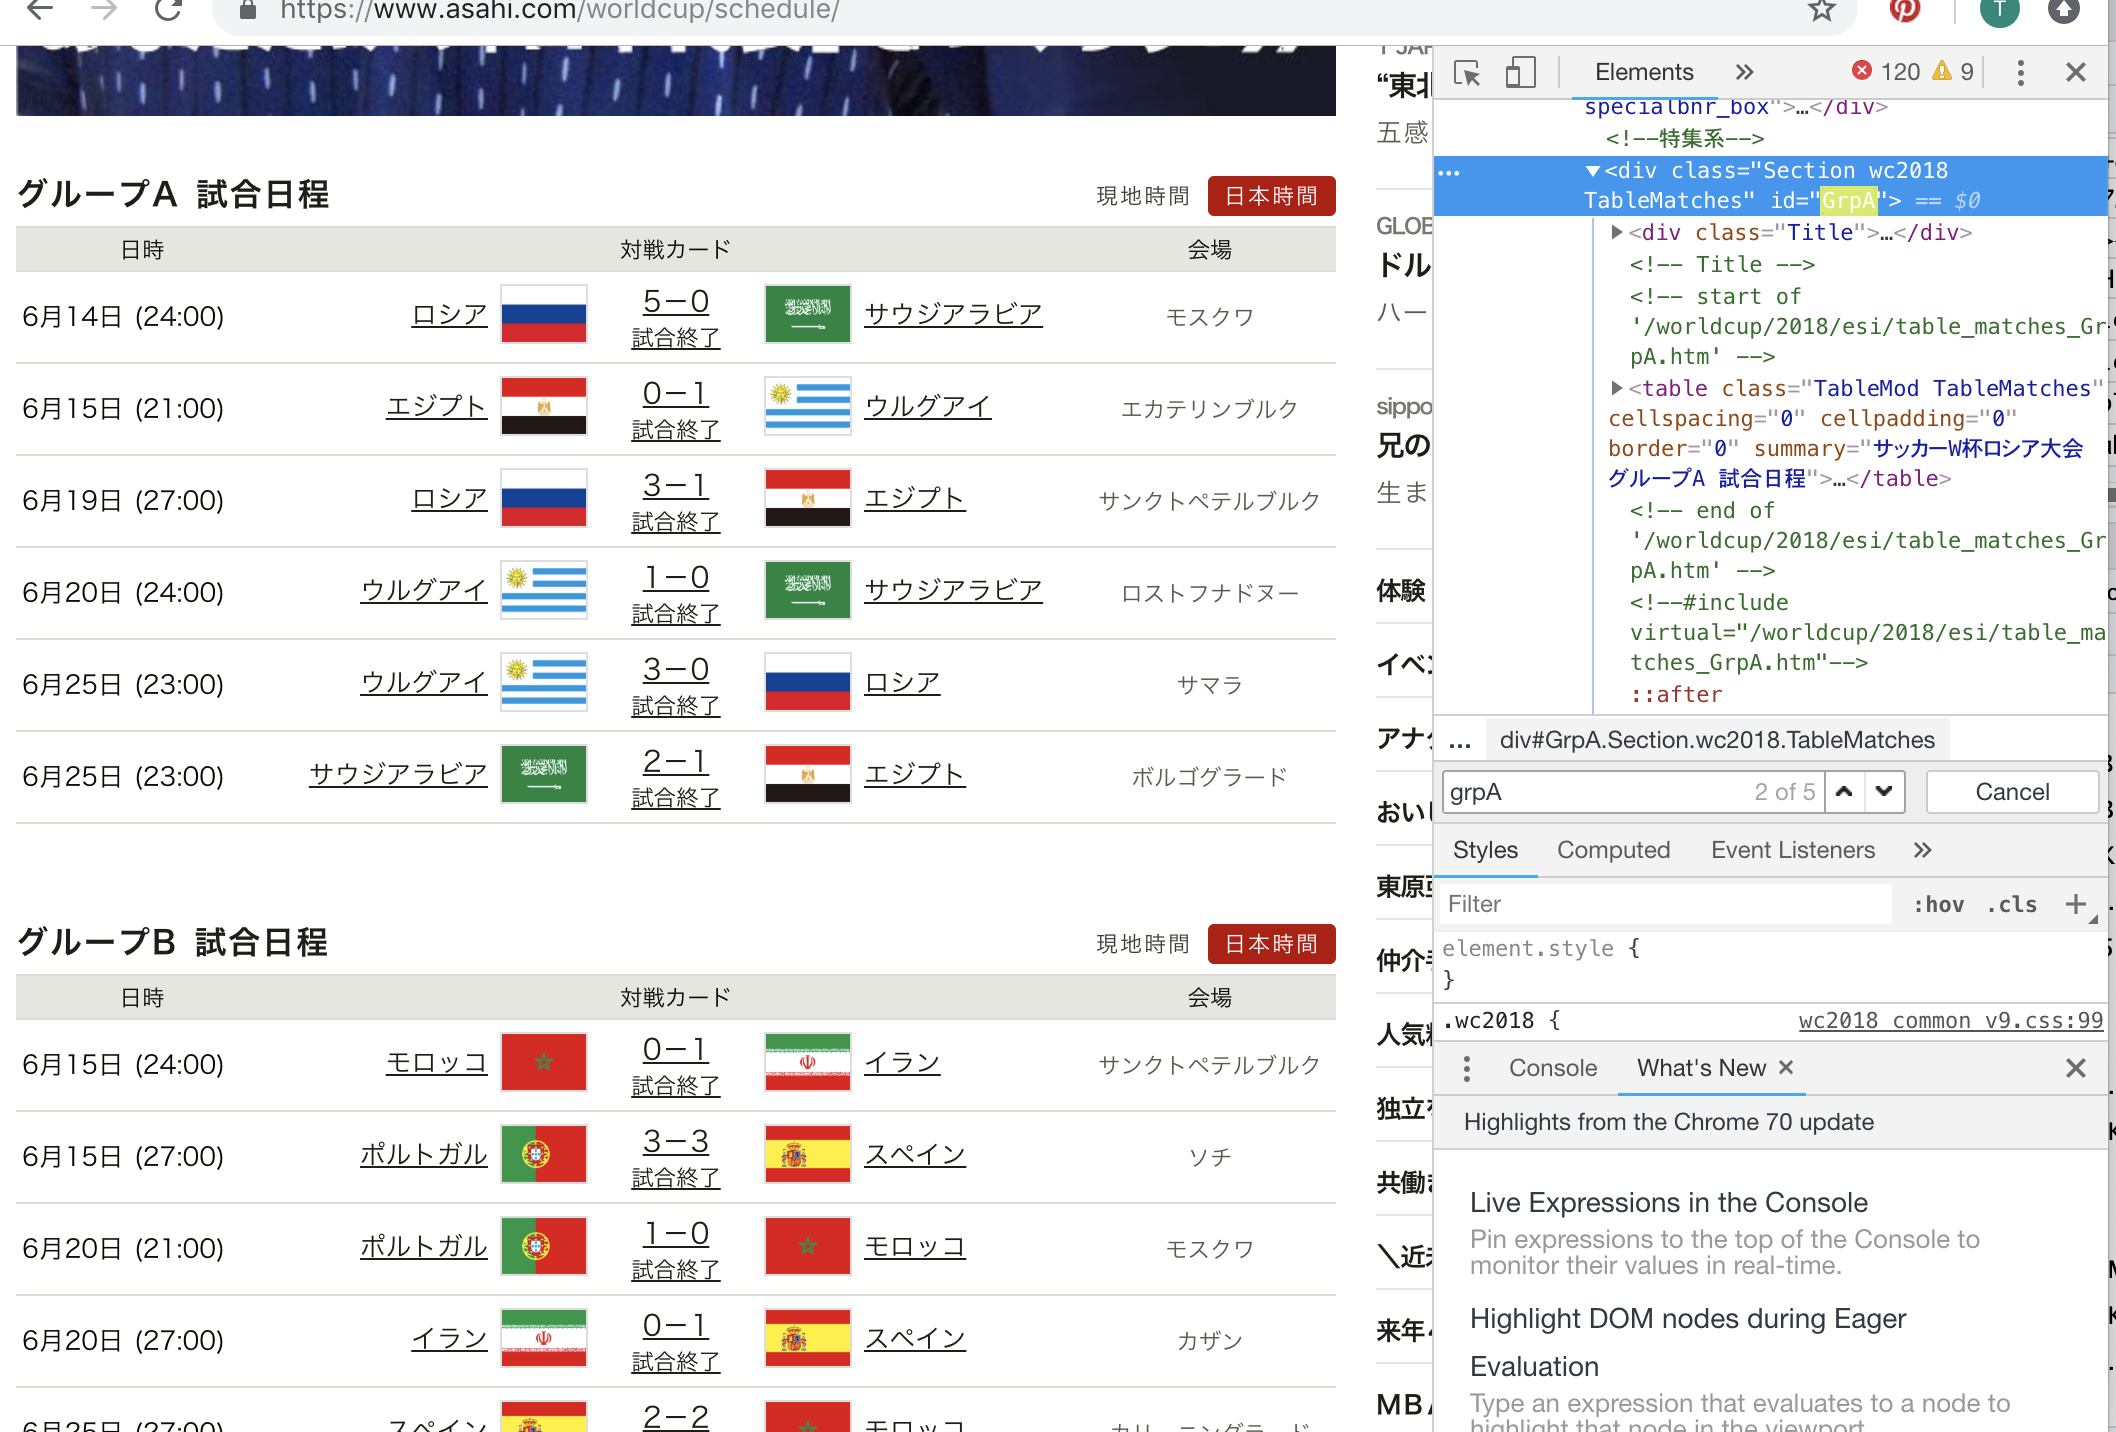 https://www.asahi.com/worldcup/schedule/
T
グループA 試合日程
現地時間 日本時間
日時 対戦カード 会場
6月14日 (24:00) ロシア 5－0 サウジアラビア モスクワ
試合終了
6月15日 (21:00) エジプト 0－1 ウルグアイ エカテリンブルク
試合終了
6月19日 (27:00) ロシア 3－1 エジプト サンクトペテルブルク
試合終了
6月20日 (24:00) ウルグアイ 1－0 サウジアラビア ロストフナドヌー
試合終了
6月25日 (23:00) ウルグアイ 3－0 ロシア サマラ
試合終了
6月25日 (23:00) サウジアラビア 2－1 エジプト ボルゴグラード
試合終了
グループB 試合日程
現地時間 日本時間
日時 対戦カード 会場
6月15日 (24:00) モロッコ 0－1 イラン サンクトペテルブルク
試合終了
6月15日 (27:00) ポルトガル 3－3 スペイン ソチ
試合終了
6月20日 (21:00) ポルトガル 1－0 モロッコ モスクワ
試合終了
6月20日 (27:00) イラン 0－1 スペイン カザン
試合終了
6月25日 (27:00) スペイン 2－2 モロッコ カリーニングラード
“東北
五感
GLOB
ドル
ハー
sippo
兄の
生ま
体験
イベン
アナ
おい
東原
仲介
人気
独立
共働
＼近未
来年
MBA
Elements
120 9
specialbnr_box">…</div>
<!--特集系-->
<div class="Section wc2018
TableMatches" id="GrpA"> == $0
<div class="Title">…</div>
<!-- Title -->
<!-- start of
'/worldcup/2018/esi/table_matches_Gr
pA.htm' -->
<table class="TableMod TableMatches"
cellspacing="0" cellpadding="0"
border="0" summary="サッカーW杯ロシア大会
グループA 試合日程">…</table>
<!-- end of
'/worldcup/2018/esi/table_matches_Gr
pA.htm' -->
<!--#include
virtual="/worldcup/2018/esi/table_ma
tches_GrpA.htm"-->
::after
... div#GrpA.Section.wc2018.TableMatches
grpA 2 of 5 Cancel
Styles Computed Event Listeners
Filter :hov .cls +
element.style {
}
.wc2018 { wc2018_common_v9.css:99
Console What's New
Highlights from the Chrome 70 update
Live Expressions in the Console
Pin expressions to the top of the Console to
monitor their values in real-time.
Highlight DOM nodes during Eager
Evaluation
Type an expression that evaluates to a node to
highlight that node in the viewport